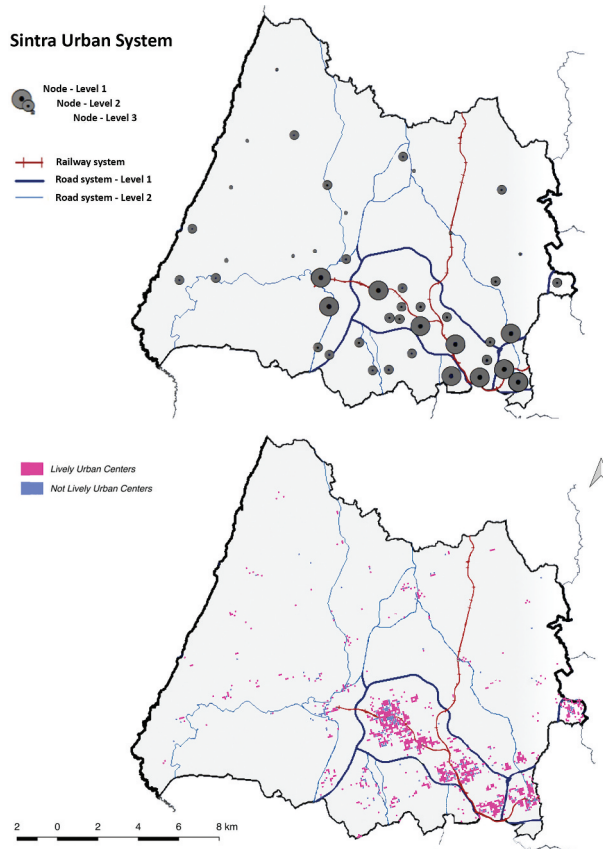 Sintra Urban System
Node - Level 1
Node - Level 2
Node - Level 3
Railway system
Road system - Level 1
Road system - Level 2
Lively Urban Centers
Not Lively Urban Centers
2 0 2 4 6 8 km